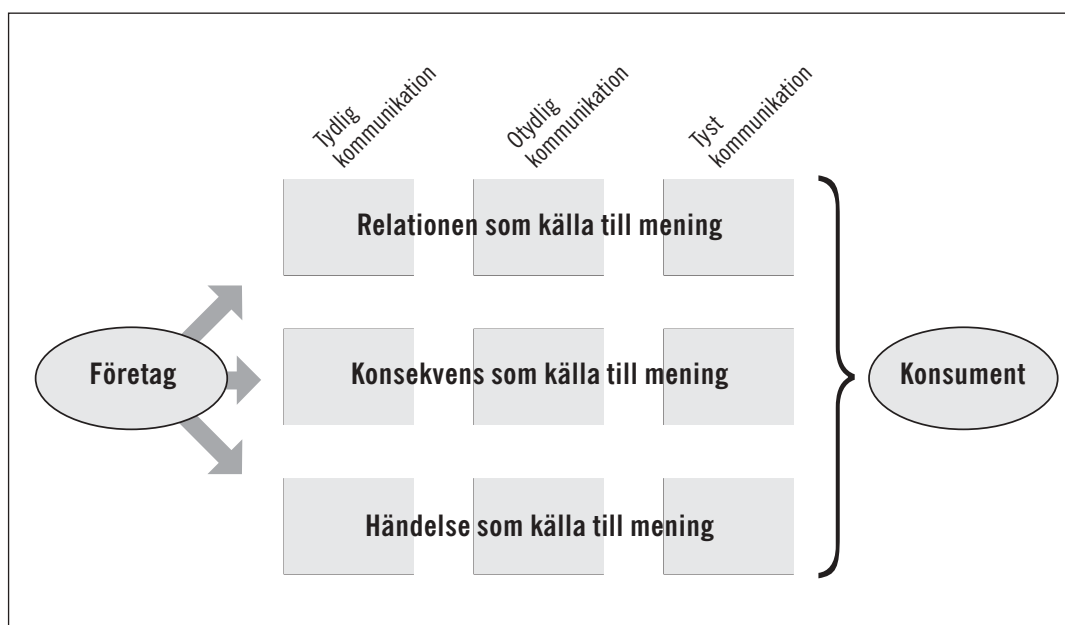 Tydlig
kommunikation
Otydlig
kommunikation
Tyst
kommunikation
Relationen som källa till mening
Företag
Konsekvens som källa till mening
Konsument
Händelse som källa till mening